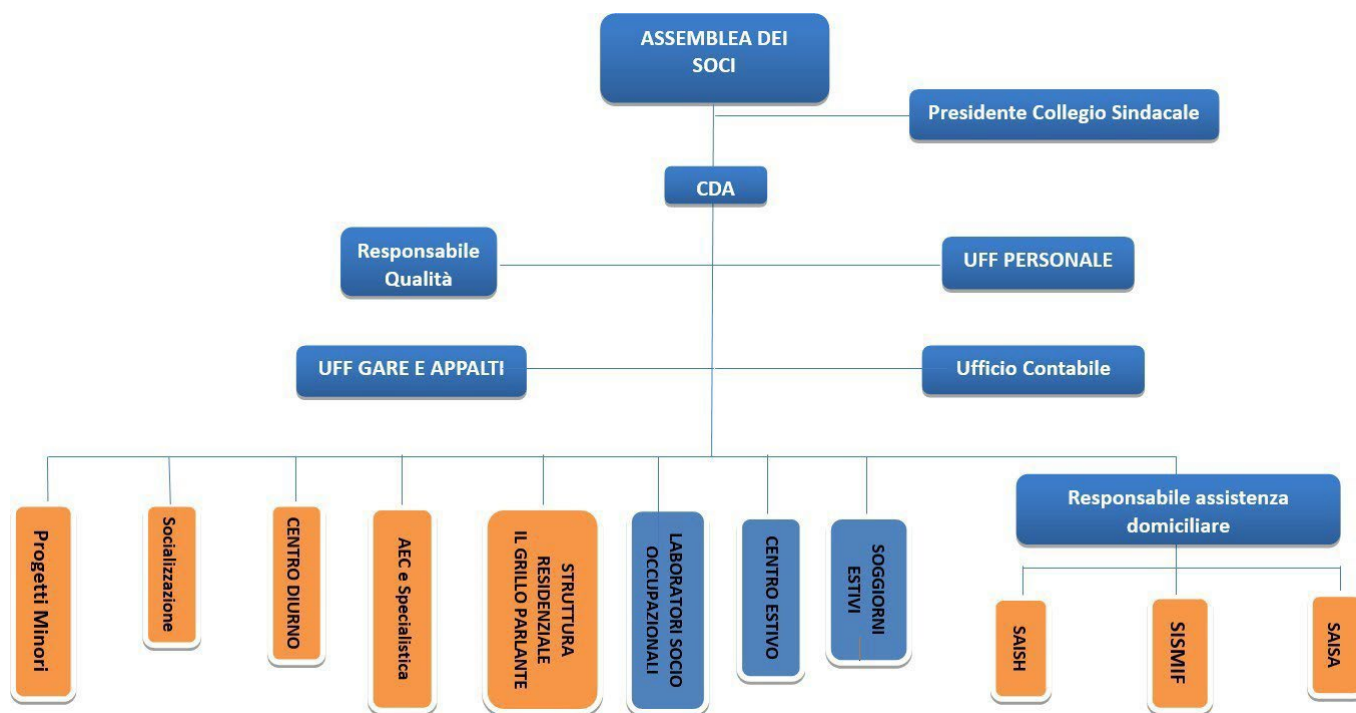 ASSEMBLEA DEI
SOCI
Presidente Collegio Sindacale
CDA
Responsabile
Qualità
UFF PERSONALE
UFF GARE E APPALTI
Ufficio Contabile
Progetti Minori
Socializzazione
CENTRO DIURNO
AEC e Specialistica
STRUTTURA
RESIDENZIALE
IL GRILLO PARLANTE
LABORATORI SOCIO
OCCUPAZIONALI
CENTRO ESTIVO
SOGGIORNI
ESTIVI
Responsabile assistenza
domiciliare
SAISH
SISMIF
SAISA